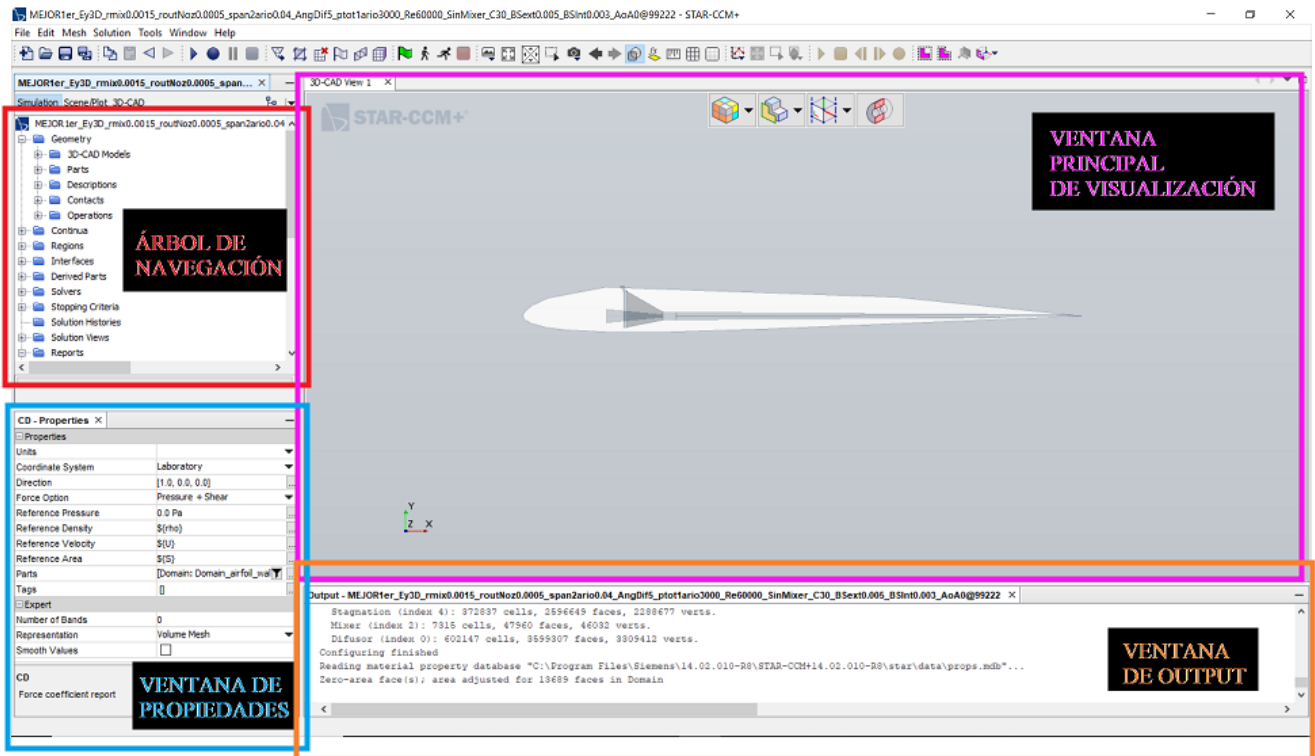 MEJOR1er_Ey3D_rmix0.0015_routNoz0.0005_span2ario0.04_AngDif5_ptot1ario3000_Re60000_SinMixer_C30_BSext0.005_BSInt0.003_AoA0@99222 - STAR-CCM+
File Edit Mesh Solution Tools Window Help
MEJOR1er_Ey3D_rmix0.0015_routNoz0.0005_span... ×
Simulation Scene/Plot 3D-CAD
MEJOR1er_Ey3D_rmix0.0015_routNoz0.0005_span2ario0.04
Geometry
3D-CAD Models
Parts
Descriptions
Contacts
Operations
Continua
Regions
Interfaces
Derived Parts
Solvers
Stopping Criteria
Solution Histories
Solution Views
Reports
ÁRBOL DE
NAVEGACIÓN
3D-CAD View 1 ×
STAR-CCM+
VENTANA
PRINCIPAL
DE VISUALIZACIÓN
Y
Z X
CD - Properties ×
Properties
Units
Coordinate System Laboratory
Direction [1.0, 0.0, 0.0]
Force Option Pressure + Shear
Reference Pressure 0.0 Pa
Reference Density ${rho}
Reference Velocity ${U}
Reference Area ${S}
Parts [Domain: Domain_airfoil_wal
Tags []
Expert
Number of Bands 0
Representation Volume Mesh
Smooth Values
CD
Force coefficient report
VENTANA DE
PROPIEDADES
Output - MEJOR1er_Ey3D_rmix0.0015_routNoz0.0005_span2ario0.04_AngDif5_ptot1ario3000_Re60000_SinMixer_C30_BSext0.005_BSInt0.003_AoA0@99222 ×
Stagnation (index 4): 372837 cells, 2596649 faces, 2288677 verts.
Mixer (index 2): 7315 cells, 47960 faces, 46032 verts.
Difusor (index 0): 602147 cells, 3599307 faces, 3309412 verts.
Configuring finished
Reading material property database "C:\Program Files\Siemens\14.02.010-R8\STAR-CCM+14.02.010-R8\star\data\props.mdb"...
Zero-area face(s); area adjusted for 13689 faces in Domain
VENTANA
DE OUTPUT